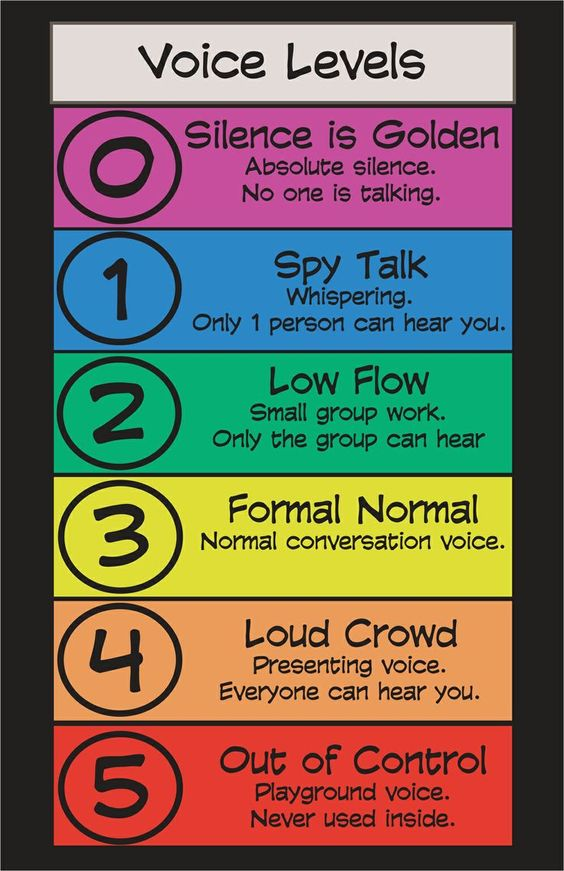 Voice Levels
0
Silence is Golden
Absolute silence.
No one is talking.
1
Spy Talk
Whispering.
Only 1 person can hear you.
2
Low Flow
Small group work.
Only the group can hear
3
Formal Normal
Normal conversation voice.
4
Loud Crowd
Presenting voice.
Everyone can hear you.
5
Out of Control
Playground voice.
Never used inside.